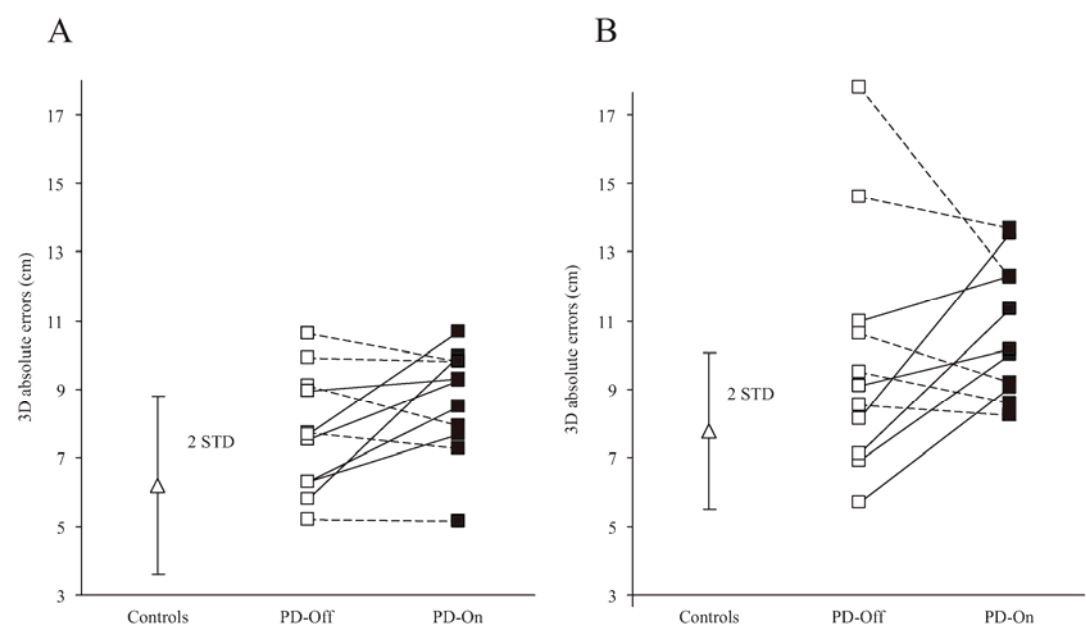 A
3D absolute errors (cm)
17
15
13
11
9
7
5
3
2 STD
Controls
PD-Off
PD-On
B
3D absolute errors (cm)
17
15
13
11
9
7
5
3
2 STD
Controls
PD-Off
PD-On